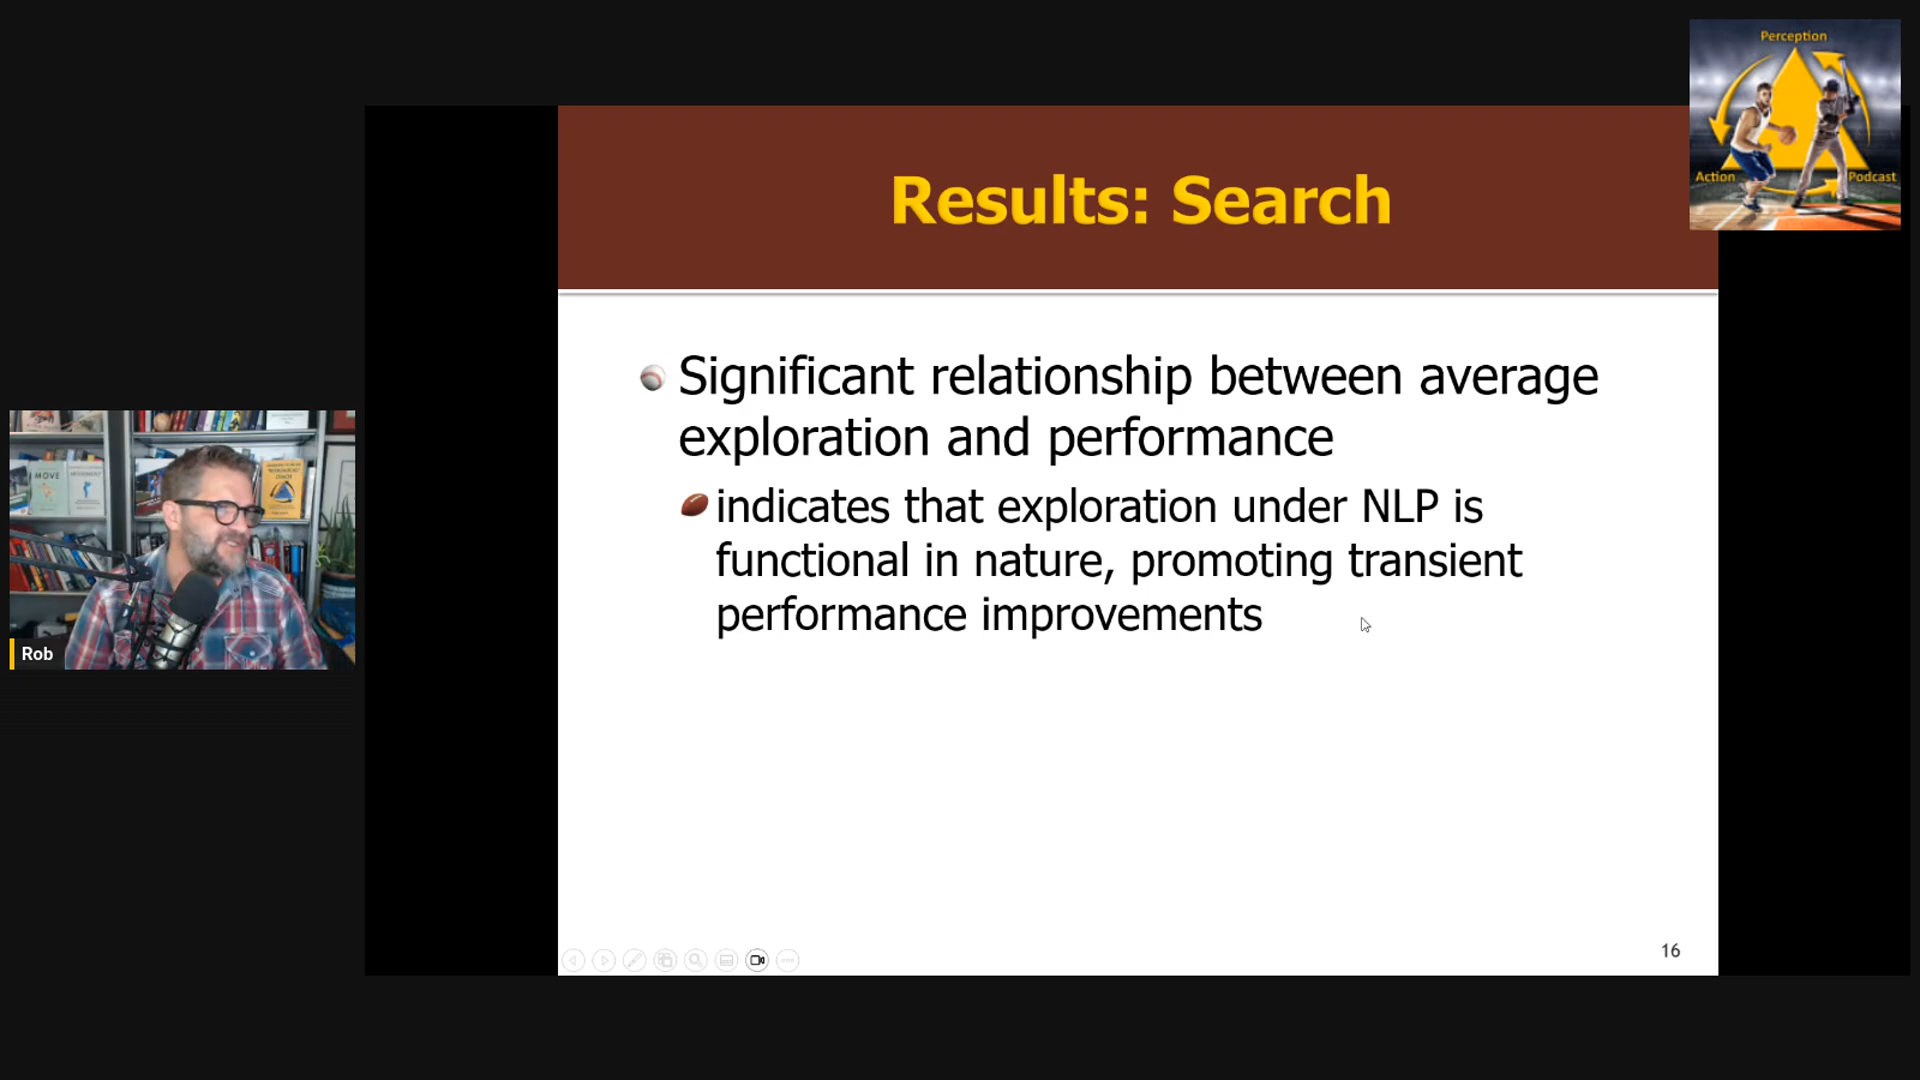 Perception
Action
Podcast
Results: Search
Significant relationship between average
exploration and performance
indicates that exploration under NLP is
functional in nature, promoting transient
performance improvements
MOVE
Rob
16